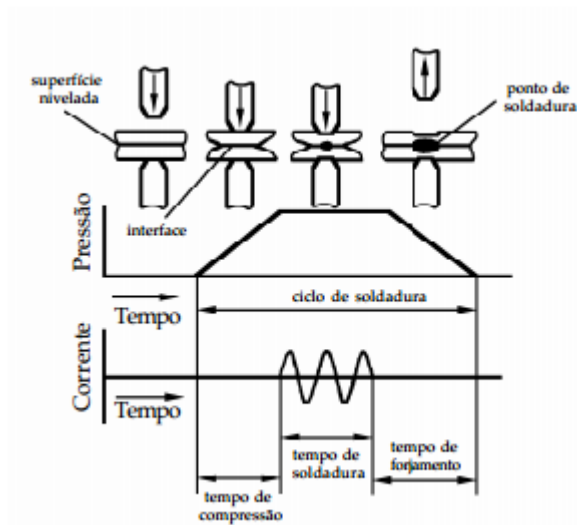 superfície
nivelada
ponto de
soldadura
interface
Pressão
ciclo de soldadura
Tempo
Corrente
Tempo
tempo de
soldadura
tempo de
forjamento
tempo de
compressão